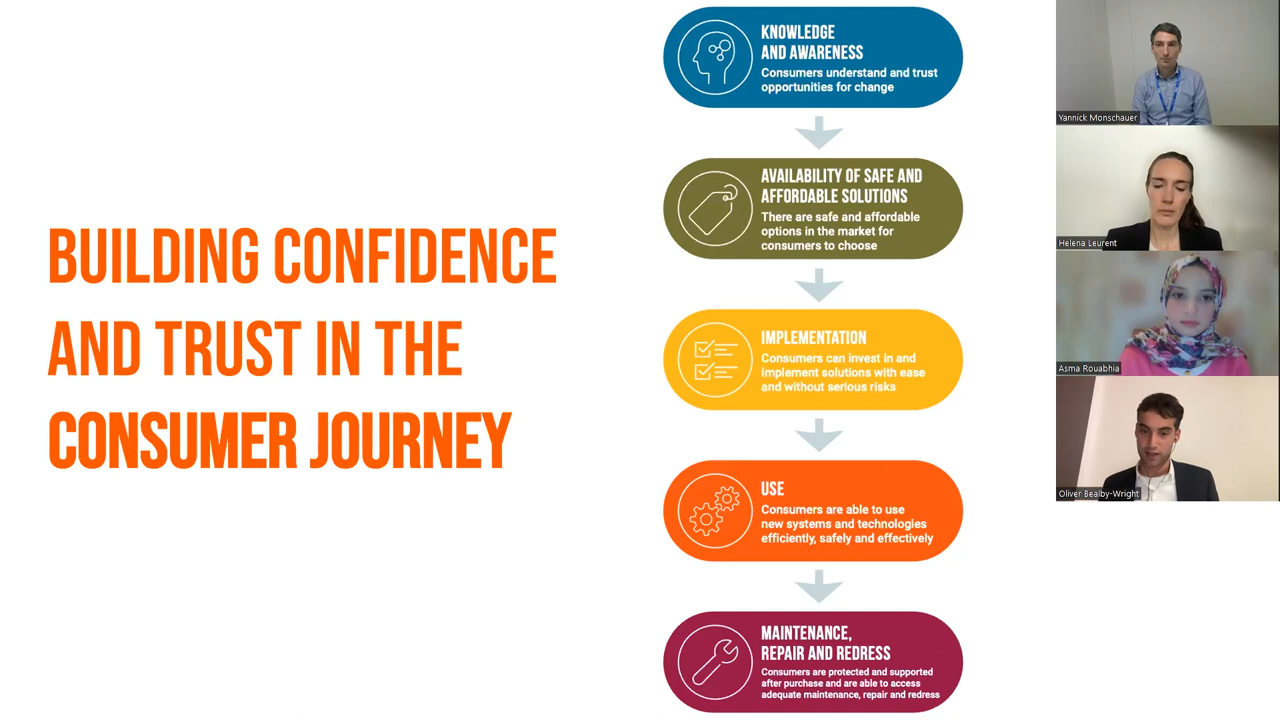 BUILDING CONFIDENCE
AND TRUST IN THE
CONSUMER JOURNEY
KNOWLEDGE
AND AWARENESS
Consumers understand and trust
opportunities for change
AVAILABILITY OF SAFE AND
AFFORDABLE SOLUTIONS
There are safe and affordable
options in the market for
consumers to choose
IMPLEMENTATION
Consumers can invest in and
implement solutions with ease
and without serious risks
USE
Consumers are able to use
new systems and technologies
efficiently, safely and effectively
MAINTENANCE,
REPAIR AND REDRESS
Consumers are protected and supported
after purchase and are able to access
adequate maintenance, repair and redress
Yannick Monschauer
Helena Leurent
Asma Rouabhia
Oliver Bealby-Wright